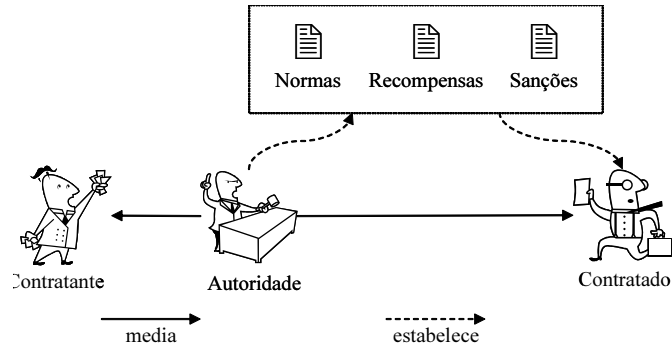 Normas Recompensas Sanções
Contratante
Autoridade
Contratado
media
estabelece